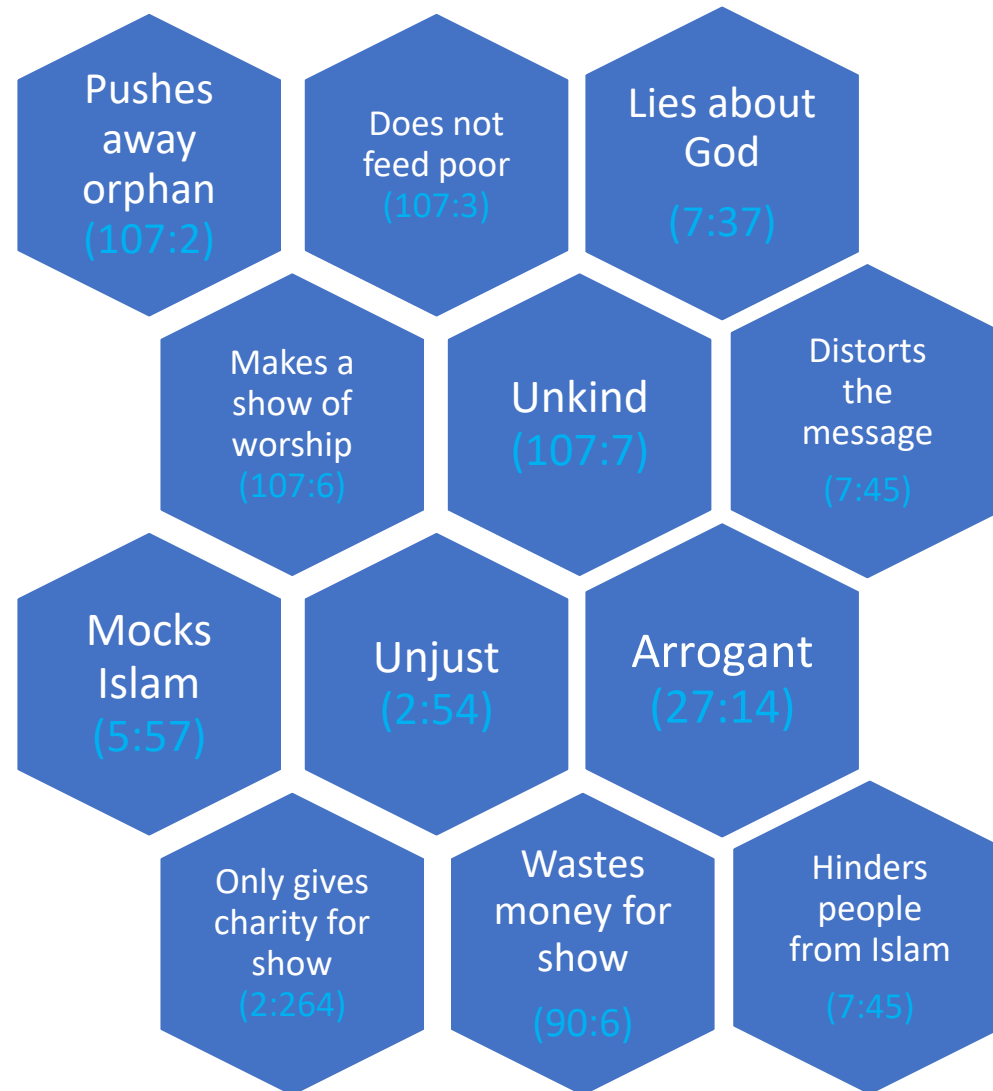 Pushes
away
orphan
(107:2)
Does not
feed poor
(107:3)
Lies about
God
(7:37)
Makes a
show of
worship
(107:6)
Unkind
(107:7)
Distorts
the
message
(7:45)
Mocks
Islam
(5:57)
Unjust
(2:54)
Arrogant
(27:14)
Only gives
charity for
show
(2:264)
Wastes
money for
show
(90:6)
Hinders
people
from Islam
(7:45)